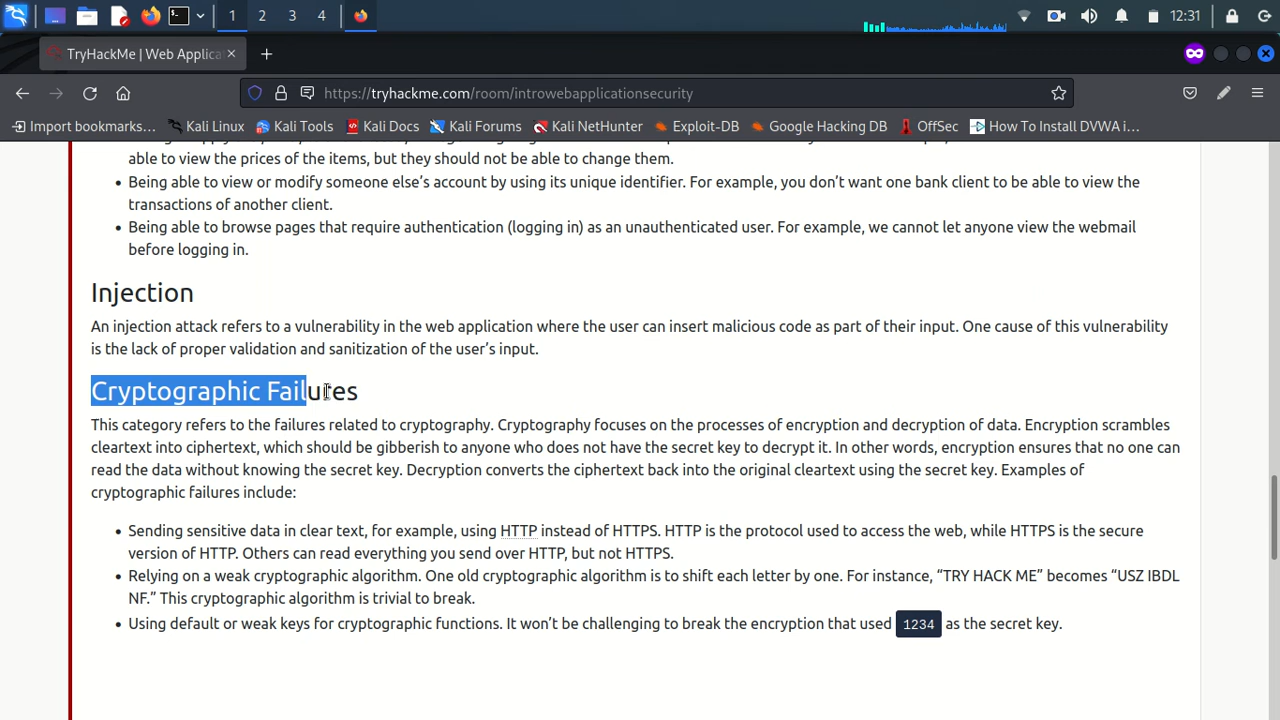 1 2 3 4 12:31
TryHackMe | Web Applica
https://tryhackme.com/room/introwebapplicationsecurity
Import bookmarks… Kali Linux Kali Tools Kali Docs Kali Forums Kali NetHunter Exploit-DB Google Hacking DB OffSec How To Install DVWA i…
able to view the prices of the items, but they should not be able to change them.
• Being able to view or modify someone else’s account by using its unique identifier. For example, you don’t want one bank client to be able to view the
transactions of another client.
• Being able to browse pages that require authentication (logging in) as an unauthenticated user. For example, we cannot let anyone view the webmail
before logging in.
Injection
An injection attack refers to a vulnerability in the web application where the user can insert malicious code as part of their input. One cause of this vulnerability
is the lack of proper validation and sanitization of the user’s input.
Cryptographic Failures
This category refers to the failures related to cryptography. Cryptography focuses on the processes of encryption and decryption of data. Encryption scrambles
cleartext into ciphertext, which should be gibberish to anyone who does not have the secret key to decrypt it. In other words, encryption ensures that no one can
read the data without knowing the secret key. Decryption converts the ciphertext back into the original cleartext using the secret key. Examples of
cryptographic failures include:
• Sending sensitive data in clear text, for example, using HTTP instead of HTTPS. HTTP is the protocol used to access the web, while HTTPS is the secure
version of HTTP. Others can read everything you send over HTTP, but not HTTPS.
• Relying on a weak cryptographic algorithm. One old cryptographic algorithm is to shift each letter by one. For instance, “TRY HACK ME” becomes “USZ IBDL
NF.” This cryptographic algorithm is trivial to break.
• Using default or weak keys for cryptographic functions. It won’t be challenging to break the encryption that used 1234 as the secret key.